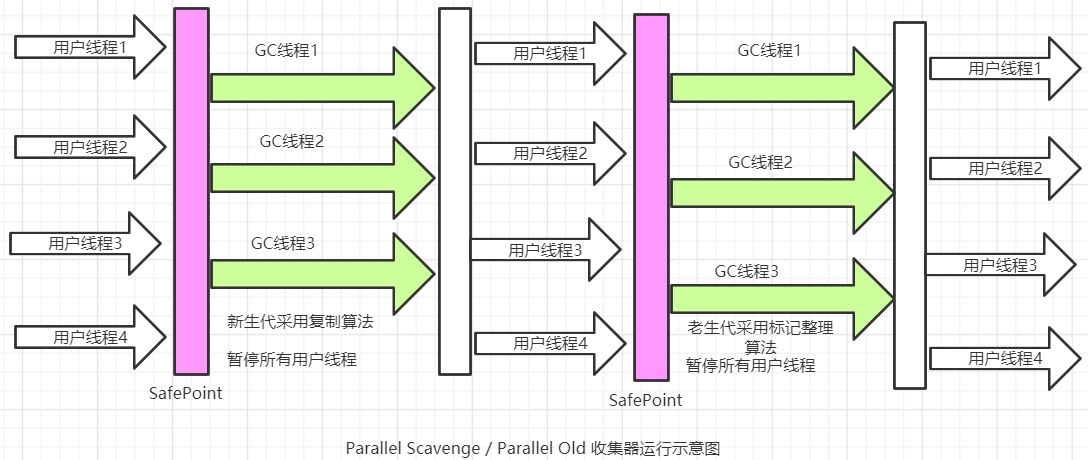 用户线程1
用户线程2
用户线程3
用户线程4
SafePoint
GC线程1
GC线程2
GC线程3
新生代采用复制算法
暂停所有用户线程
用户线程1
用户线程2
用户线程3
用户线程4
SafePoint
GC线程1
GC线程2
GC线程3
老生代采用标记整理
算法
暂停所有用户线程
用户线程1
用户线程2
用户线程3
用户线程4
Parallel Scavenge / Parallel Old 收集器运行示意图